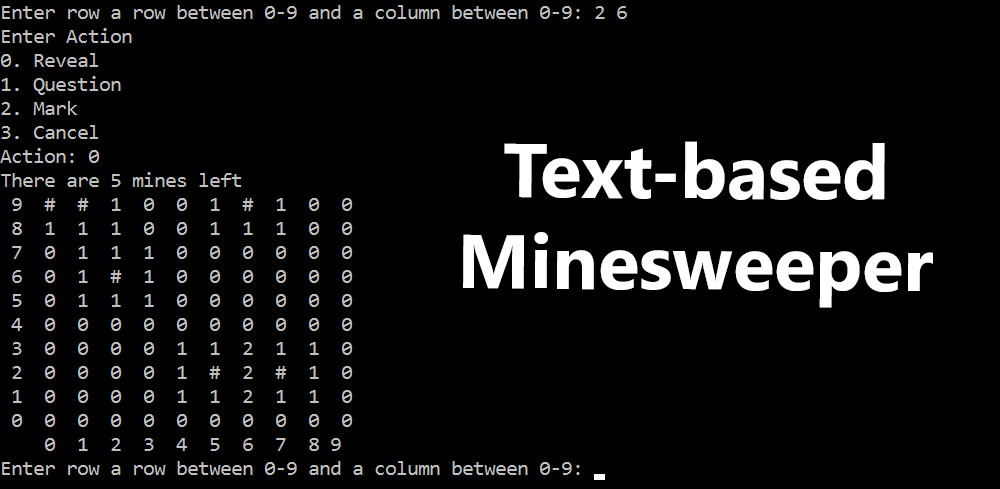 Enter row a row between 0-9 and a column between 0-9: 2 6
Enter Action
0. Reveal
1. Question
2. Mark
3. Cancel
Action: 0
There are 5 mines left
9 # # 1 0 0 1 # 1 0 0
8 1 1 1 0 0 1 1 1 0 0
7 0 1 1 1 0 0 0 0 0 0
6 0 1 # 1 0 0 0 0 0 0
5 0 1 1 1 0 0 0 0 0 0
4 0 0 0 0 0 0 0 0 0 0
3 0 0 0 0 1 1 2 1 1 0
2 0 0 0 0 1 # 2 # 1 0
1 0 0 0 0 1 1 2 1 1 0
0 0 0 0 0 0 0 0 0 0 0
0 1 2 3 4 5 6 7 8 9
Enter row a row between 0-9 and a column between 0-9:
Text-based
Minesweeper